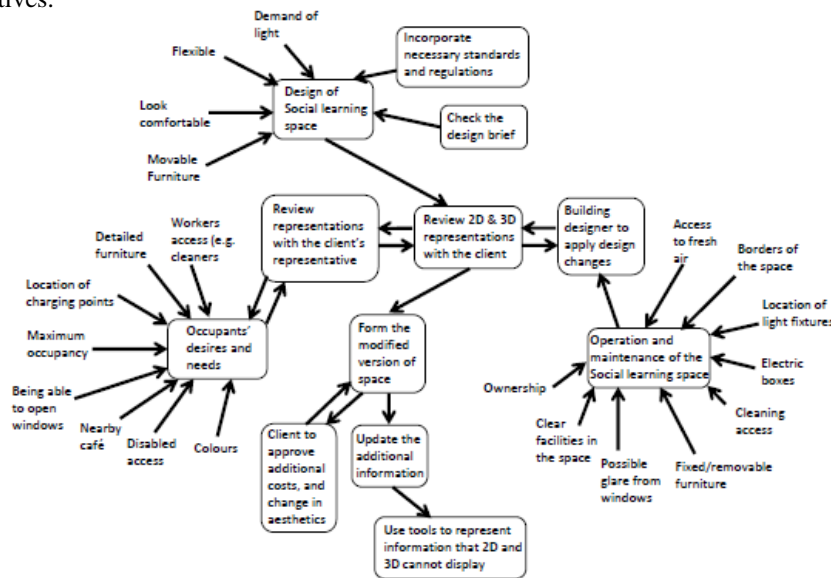 atives.
Demand of
light
Flexible
Incorporate
necessary standards
and regulations
Design of
Social learning
space
Look
comfortable
Check the
design brief
Movable
Furniture
Review
representations
with the client's
representative
Review 2D & 3D
representations
with the client
Building
designer to
apply design
changes
Workers
access (e.g.
cleaners
Detailed
furniture
Access
to fresh
air
Borders of
the space
Location of
charging points
Location of
light fixtures
Maximum
occupancy
Occupants'
desires and
needs
Form the
modified
version of
space
Operation and
maintenance of the
Social learning space
Electric
boxes
Being able
to open
windows
Ownership
Cleaning
access
Nearby
café
Disabled
access
Colours
Client to
approve
additional
costs, and
change in
aesthetics
Update the
additional
information
Clear
facilities in
the space
Possible
glare from
windows
Fixed/removable
furniture
Use tools to represent
information that 2D and
3D cannot display